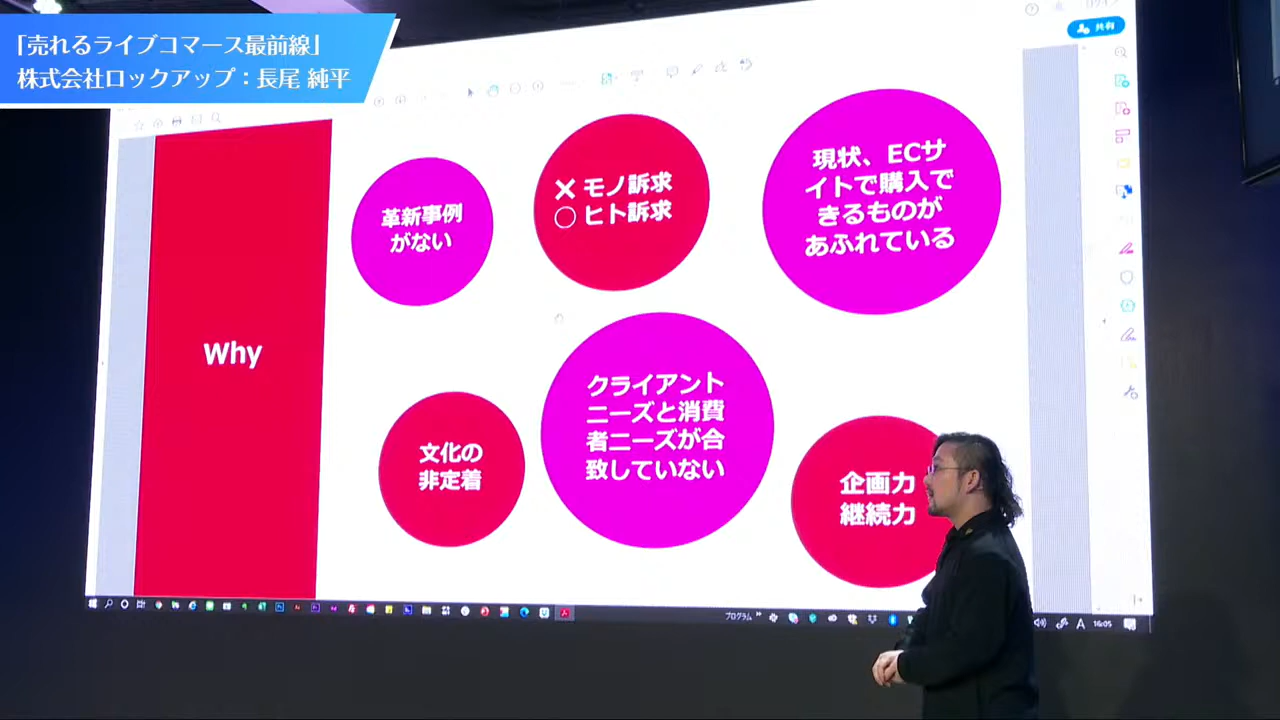 「売れるライブコマース最前線」
株式会社ロックアップ：長尾 純平
共有
Why
革新事例
がない
× モノ訴求
○ ヒト訴求
現状、ECサ
イトで購入で
きるものが
あふれている
文化の
非定着
クライアント
ニーズと消費
者ニーズが合
致していない
企画力
継続力
プログラム
A
16:05